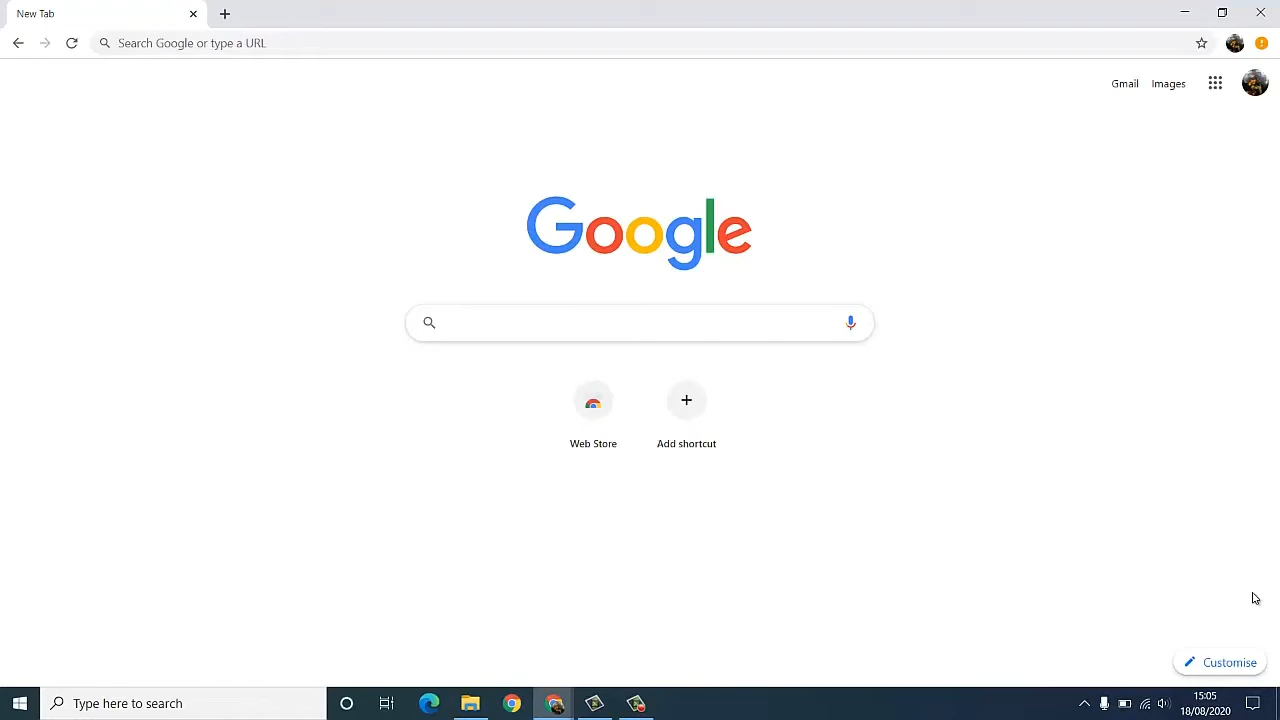 New Tab
Search Google or type a URL
Gmail Images
Google
Web Store Add shortcut
Customise
Type here to search
15:05
18/08/2020